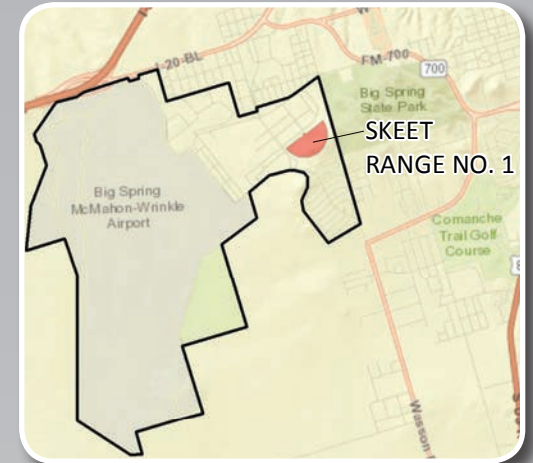 I-20 BL
FM-700
700
Big Spring
State Park
SKEET
RANGE NO. 1
Big Spring
McMahon-Wrinkle
Airport
Comanche
Trail Golf
Course
Wasson